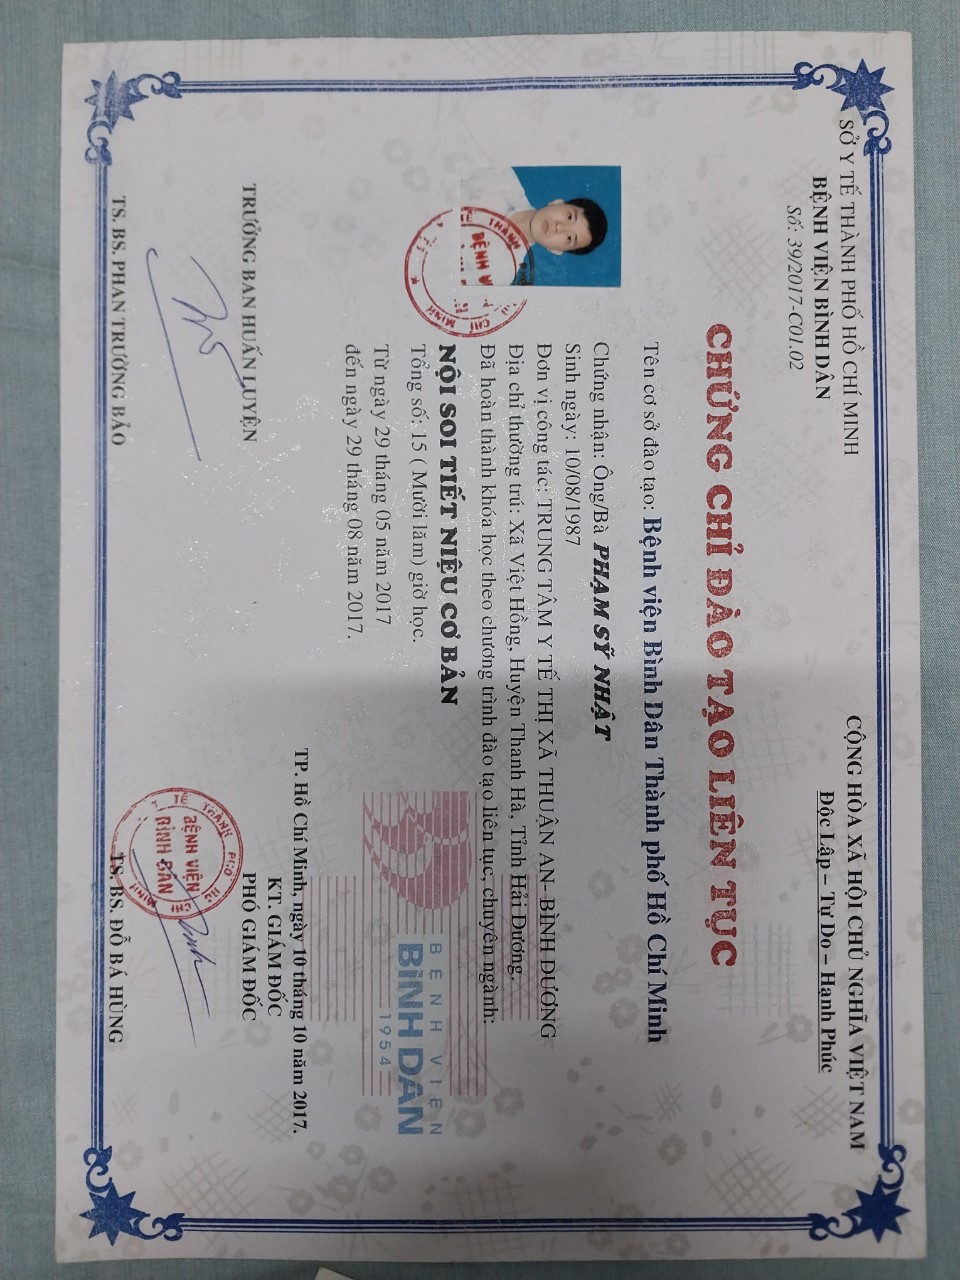 SỞ Y TẾ THÀNH PHỐ HỒ CHÍ MINH
BỆNH VIỆN BÌNH DÂN
Số: 39/2017-C01.02
CỘNG HÒA XÃ HỘI CHỦ NGHĨA VIỆT NAM
Độc Lập – Tự Do – Hạnh Phúc
CHỨNG CHỈ ĐÀO TẠO LIÊN TỤC
Tên cơ sở đào tạo: Bệnh viện Bình Dân Thành phố Hồ Chí Minh
Chứng nhận: Ông/Bà PHẠM SỸ NHẬT
Sinh ngày: 10/08/1987
Đơn vị công tác: TRUNG TÂM Y TẾ THỊ XÃ THUẬN AN–BÌNH DƯƠNG
Địa chỉ thường trú: Xã Việt Hồng, Huyện Thanh Hà, Tỉnh Hải Dương.
Đã hoàn thành khóa học theo chương trình đào tạo liên tục, chuyên ngành:
NỘI SOI TIẾT NIỆU CƠ BẢN
Tổng số: 15 ( Mười lăm) giờ học.
Từ ngày 29 tháng 05 năm 2017
đến ngày 29 tháng 08 năm 2017.
BỆNH VIỆN
BÌNH DÂN
1954
TP. Hồ Chí Minh, ngày 10 tháng 10 năm 2017.
TRƯỞNG BAN HUẤN LUYỆN
KT. GIÁM ĐỐC
PHÓ GIÁM ĐỐC
BỆNH VIỆN
BÌNH DÂN
TS. BS. PHAN TRƯỜNG BẢO
TS. BS. ĐỖ BÁ HÙNG